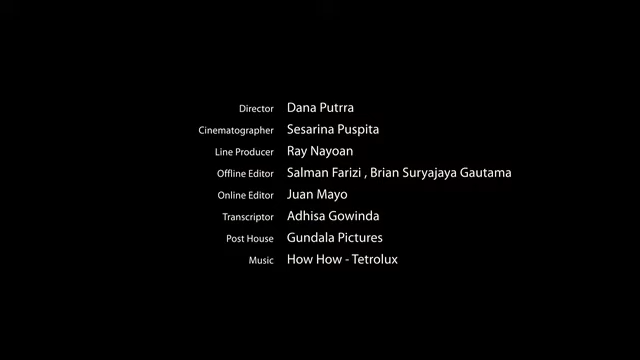 Director Dana Putrra
Cinematographer Sesarina Puspita
Line Producer Ray Nayoan
Offline Editor Salman Farizi , Brian Suryajaya Gautama
Online Editor Juan Mayo
Transcriptor Adhisa Gowinda
Post House Gundala Pictures
Music How How - Tetrolux